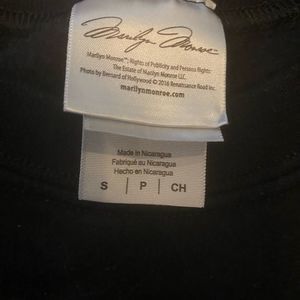 Marilyn Monroe
Marilyn Monroe™; Rights of Publicity and Persona Rights:
The Estate of Marilyn Monroe LLC.
Photo by Bernard of Hollywood © 2016 Renaissance Road Inc.
marilynmonroe.com
Made in Nicaragua
Fabriqué au Nicaragua
Hecho en Nicaragua
S | P | CH